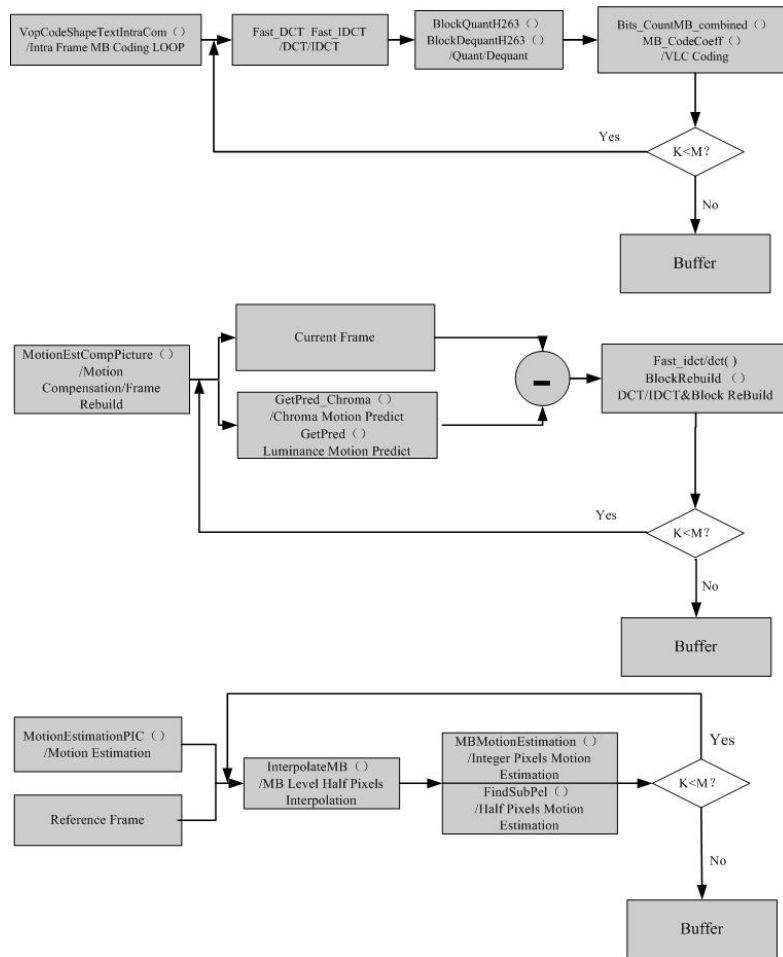 VopCodeShapeTextIntraCom（）
/Intra Frame MB Coding LOOP
Fast_DCT Fast_IDCT
/DCT/IDCT
BlockQuantH263（）
BlockDequantH263（）
/Quant/Dequant
Bits_CountMB_combined（）
MB_CodeCoeff（）
/VLC Coding
Yes
K<M？
No
Buffer
MotionEstCompPicture（）
/Motion
Compensation/Frame
Rebuild
Current Frame
GetPred_Chroma（）
/Chroma Motion Predict
GetPred（）
Luminance Motion Predict
-
Fast_idct/dct( )
BlockRebuild （）
DCT/IDCT&Block ReBuild
Yes
K<M？
No
Buffer
MotionEstimationPIC（）
/Motion Estimation
Reference Frame
InterpolateMB（）
/MB Level Half Pixels
Interpolation
MBMotionEstimation（）
/Integer Pixels Motion
Estimation
FindSubPel（）
/Half Pixels Motion
Estimation
Yes
K<M？
No
Buffer